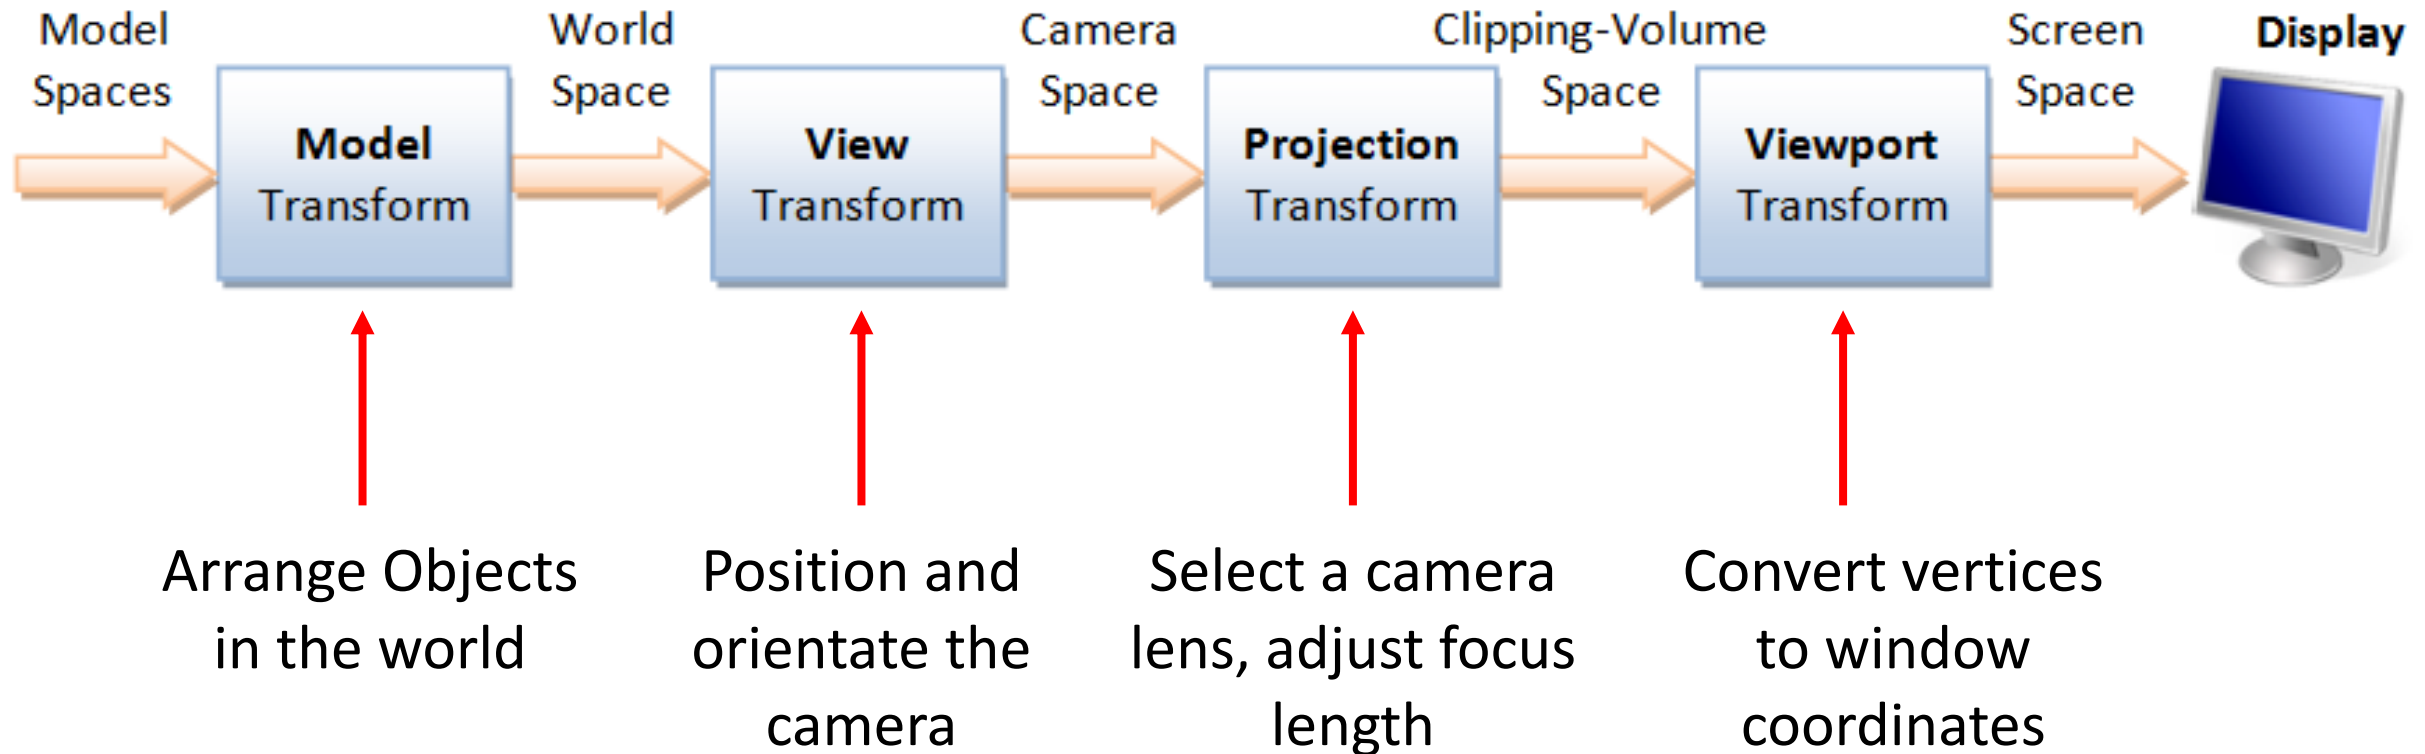 Model
Spaces
World
Space
Camera
Space
Clipping-Volume
Space
Screen
Space
Display
Model
Transform
View
Transform
Projection
Transform
Viewport
Transform
Arrange Objects
in the world
Position and
orientate the
camera
Select a camera
lens, adjust focus
length
Convert vertices
to window
coordinates